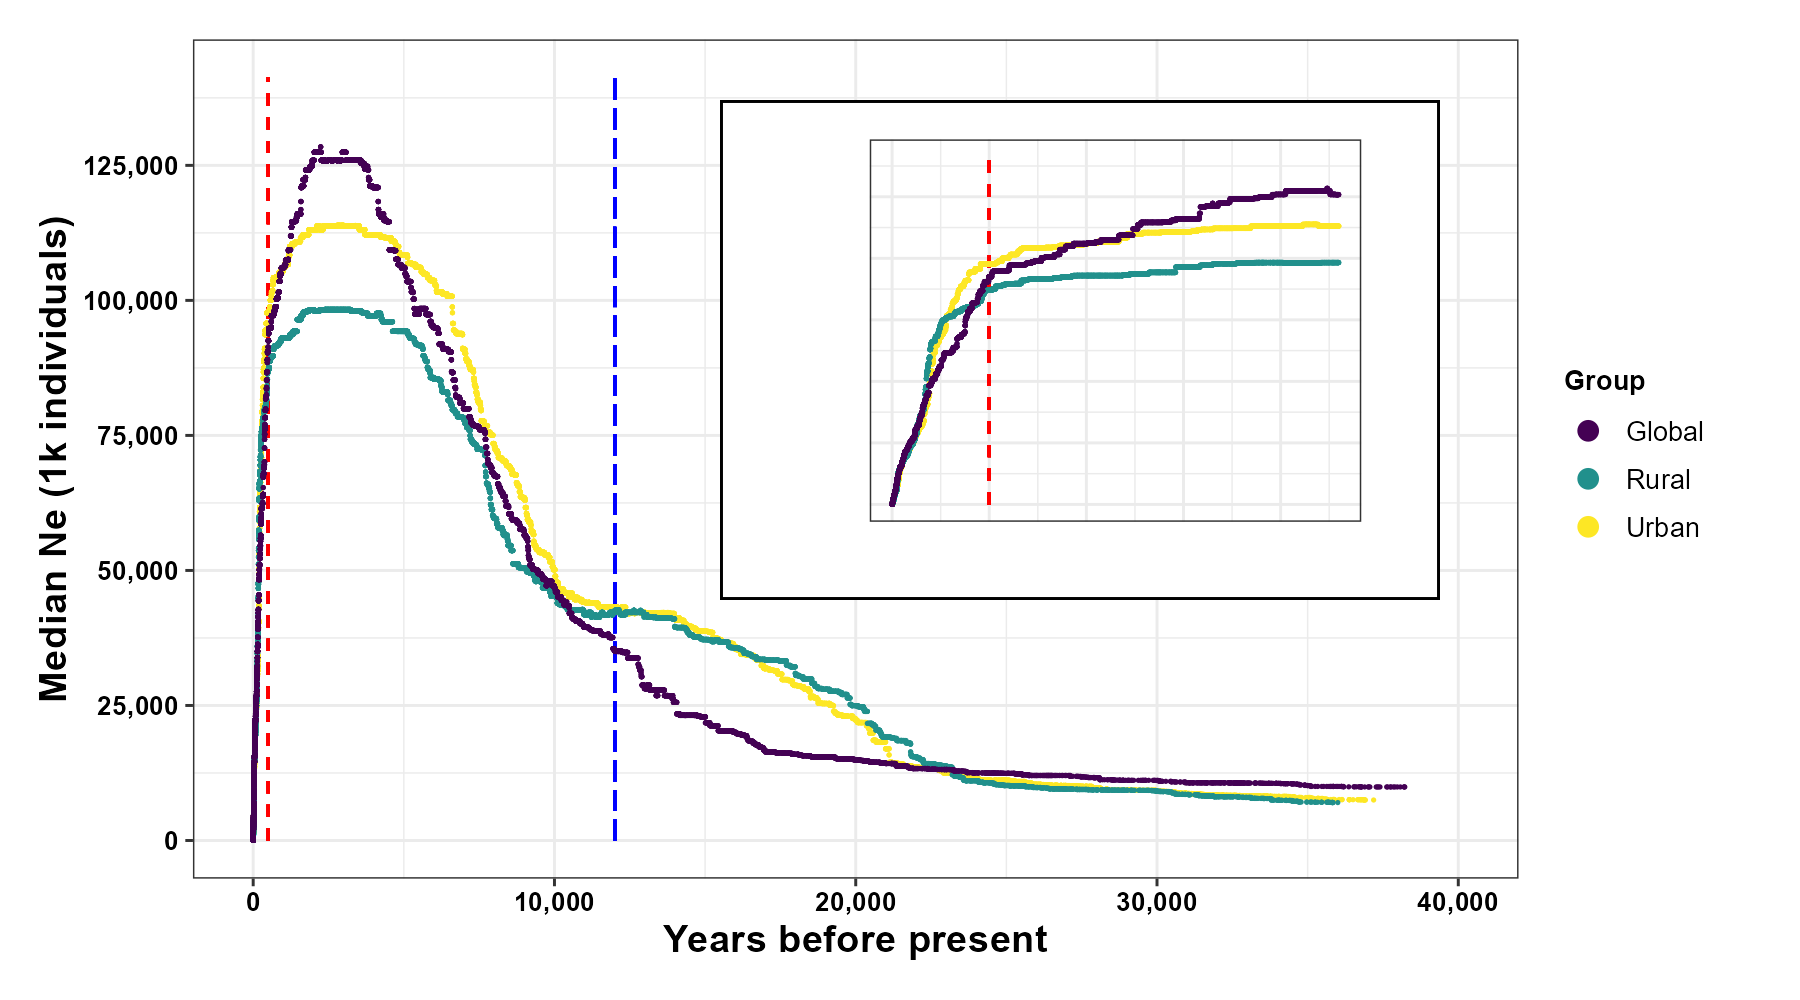 Median Ne (1k individuals)
125,000
100,000
75,000
50,000
25,000
0
0 10,000 20,000 30,000 40,000
Years before present
Group
Global
Rural
Urban